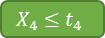 X₄ ≤ t₄